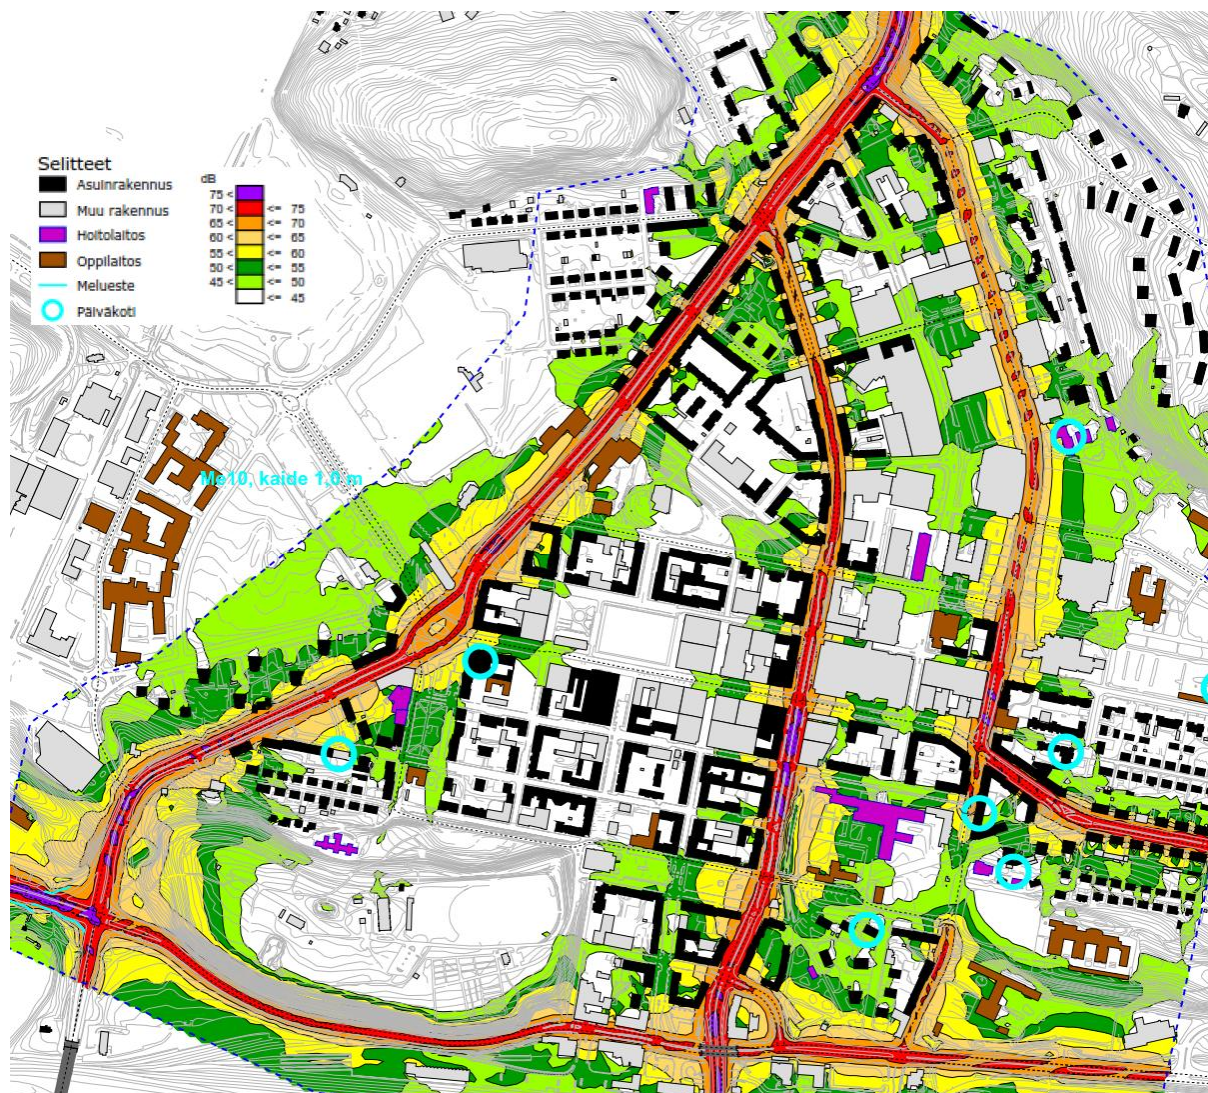 Selitteet
Asuinrakennus
Muu rakennus
Hoitolaitos
Oppilaitos
Melueste
Päiväkoti
dB
75 <
70 < <= 75
65 < <= 70
60 < <= 65
55 < <= 60
50 < <= 55
45 < <= 50
<= 45
Me10, kaide 1,0 m